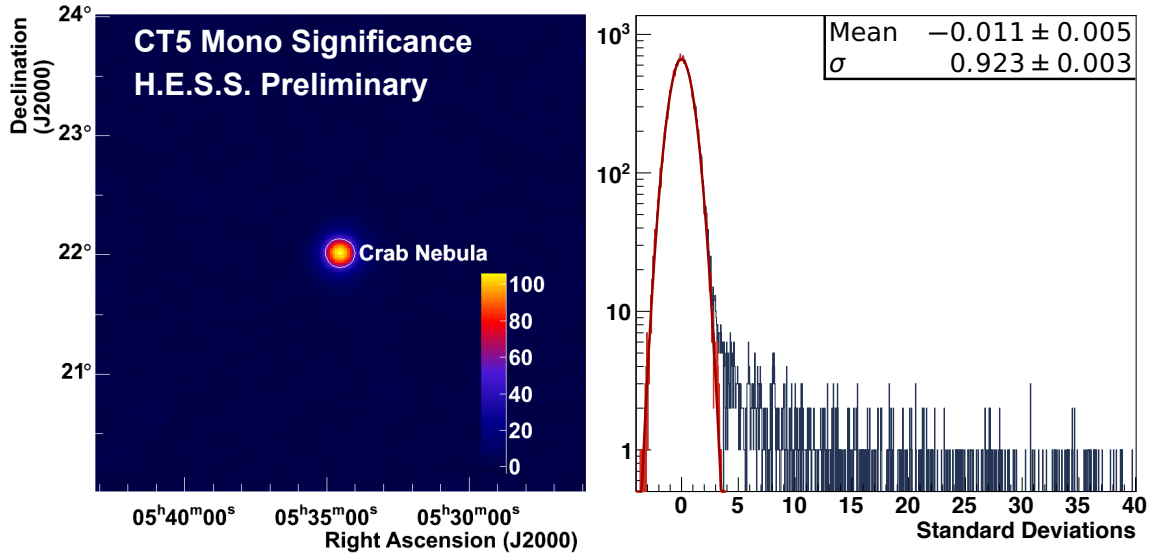 CT5 Mono Significance
H.E.S.S. Preliminary
Declination
(J2000)
24°
23°
22°
21°
Crab Nebula
100
80
60
40
20
0
05ʰ40ᵐ00ˢ
05ʰ35ᵐ00ˢ
05ʰ30ᵐ00ˢ
Right Ascension (J2000)
Mean −0.011 ± 0.005
σ 0.923 ± 0.003
10³
10²
10
1
0
5
10
15
20
25
30
35
40
Standard Deviations